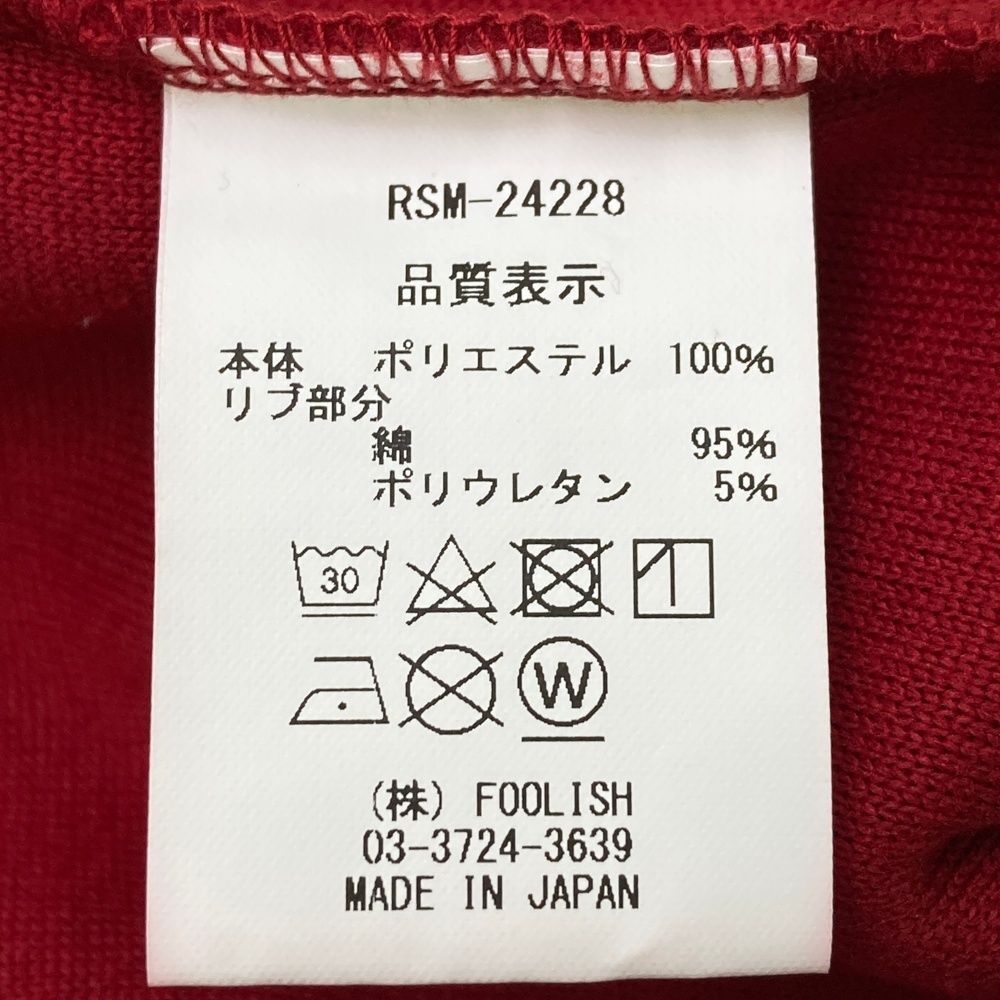 RSM-24228
品質表示
本体 ポリエステル 100%
リブ部分
綿 95%
ポリウレタン 5%
30
W
(株) FOOLISH
03-3724-3639
MADE IN JAPAN